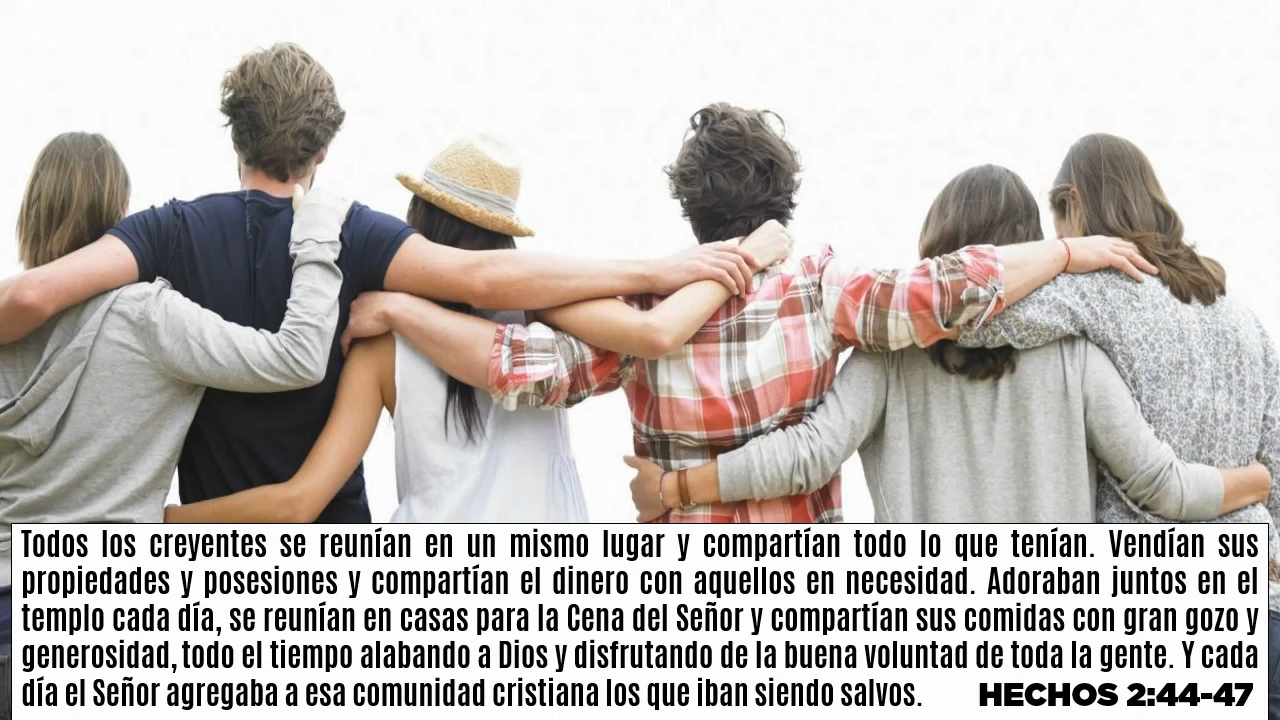 Todos los creyentes se reunían en un mismo lugar y compartían todo lo que tenían. Vendían sus
propiedades y posesiones y compartían el dinero con aquellos en necesidad. Adoraban juntos en el
templo cada día, se reunían en casas para la Cena del Señor y compartían sus comidas con gran gozo y
generosidad, todo el tiempo alabando a Dios y disfrutando de la buena voluntad de toda la gente. Y cada
día el Señor agregaba a esa comunidad cristiana los que iban siendo salvos. HECHOS 2:44-47